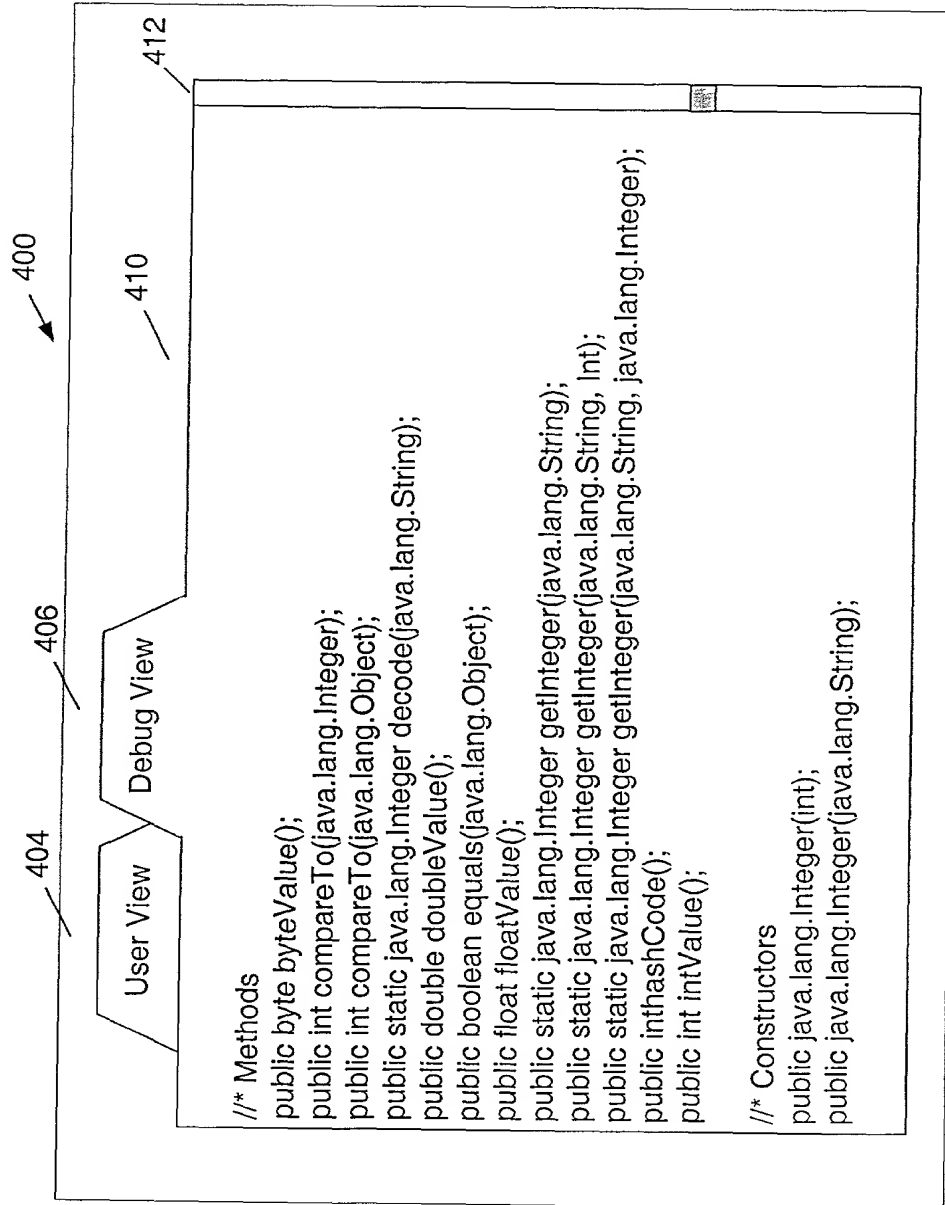 400
404
406
410
412
User View
Debug View
//* Methods
public byte byteValue();
public int compareTo(java.lang.Integer);
public int compareTo(java.lang.Object);
public static java.lang.Integer decode(java.lang.String);
public double doubleValue();
public boolean equals(java.lang.Object);
public float floatValue();
public static java.lang.Integer getInteger(java.lang.String);
public static java.lang.Integer getInteger(java.lang.String, Int);
public static java.lang.Integer getInteger(java.lang.String, java.lang.Integer);
public inthashCode();
public int intValue();
//* Constructors
public java.lang.Integer(int);
public java.lang.Integer(java.lang.String);